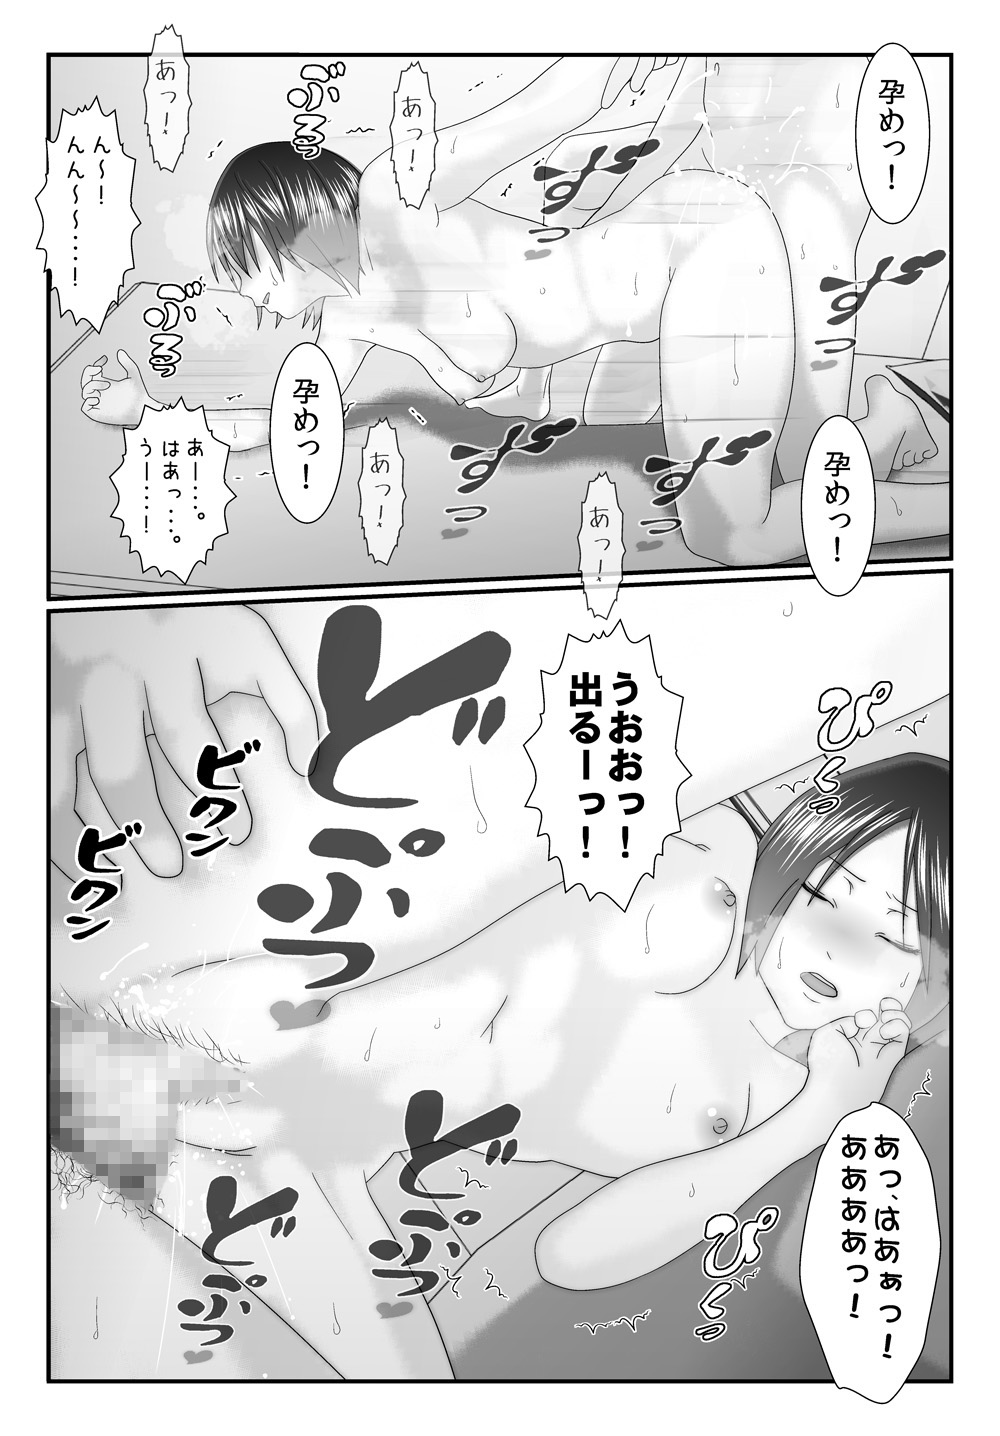 孕めっ！
ずっ
ずっ
孕めっ！
あっー
ぶるっ
あっ！
ん～！
んん～～‥‥！
ぶるっ
孕めっ！
あー‥‥。
はあっ‥‥。
うー‥‥！
あっー
ずっ
ずっ
あっー
うおおっ！
出るーっ！
ぴくっ
どぷっ
ビクン
ビクン
あっ、はあぁっ！
ああああっ！
ぴくっ
どぷっ
どぷっ